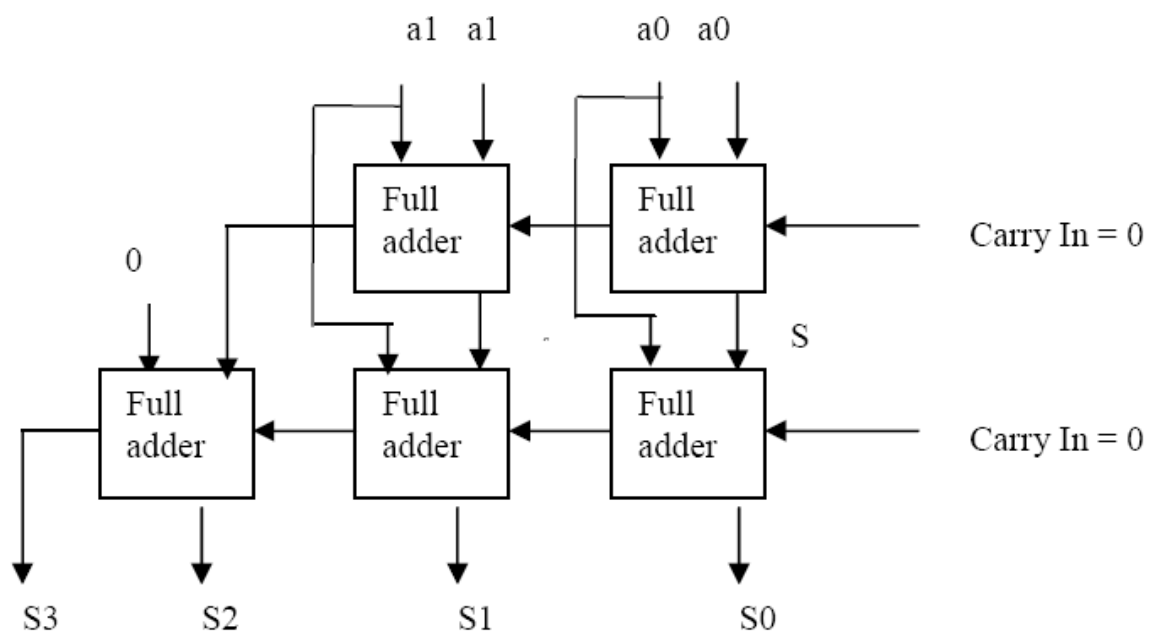 a1 a1 a0 a0
Full
adder
Full
adder
Carry In = 0
0
S
Full
adder
Full
adder
Full
adder
Carry In = 0
S3 S2 S1 S0